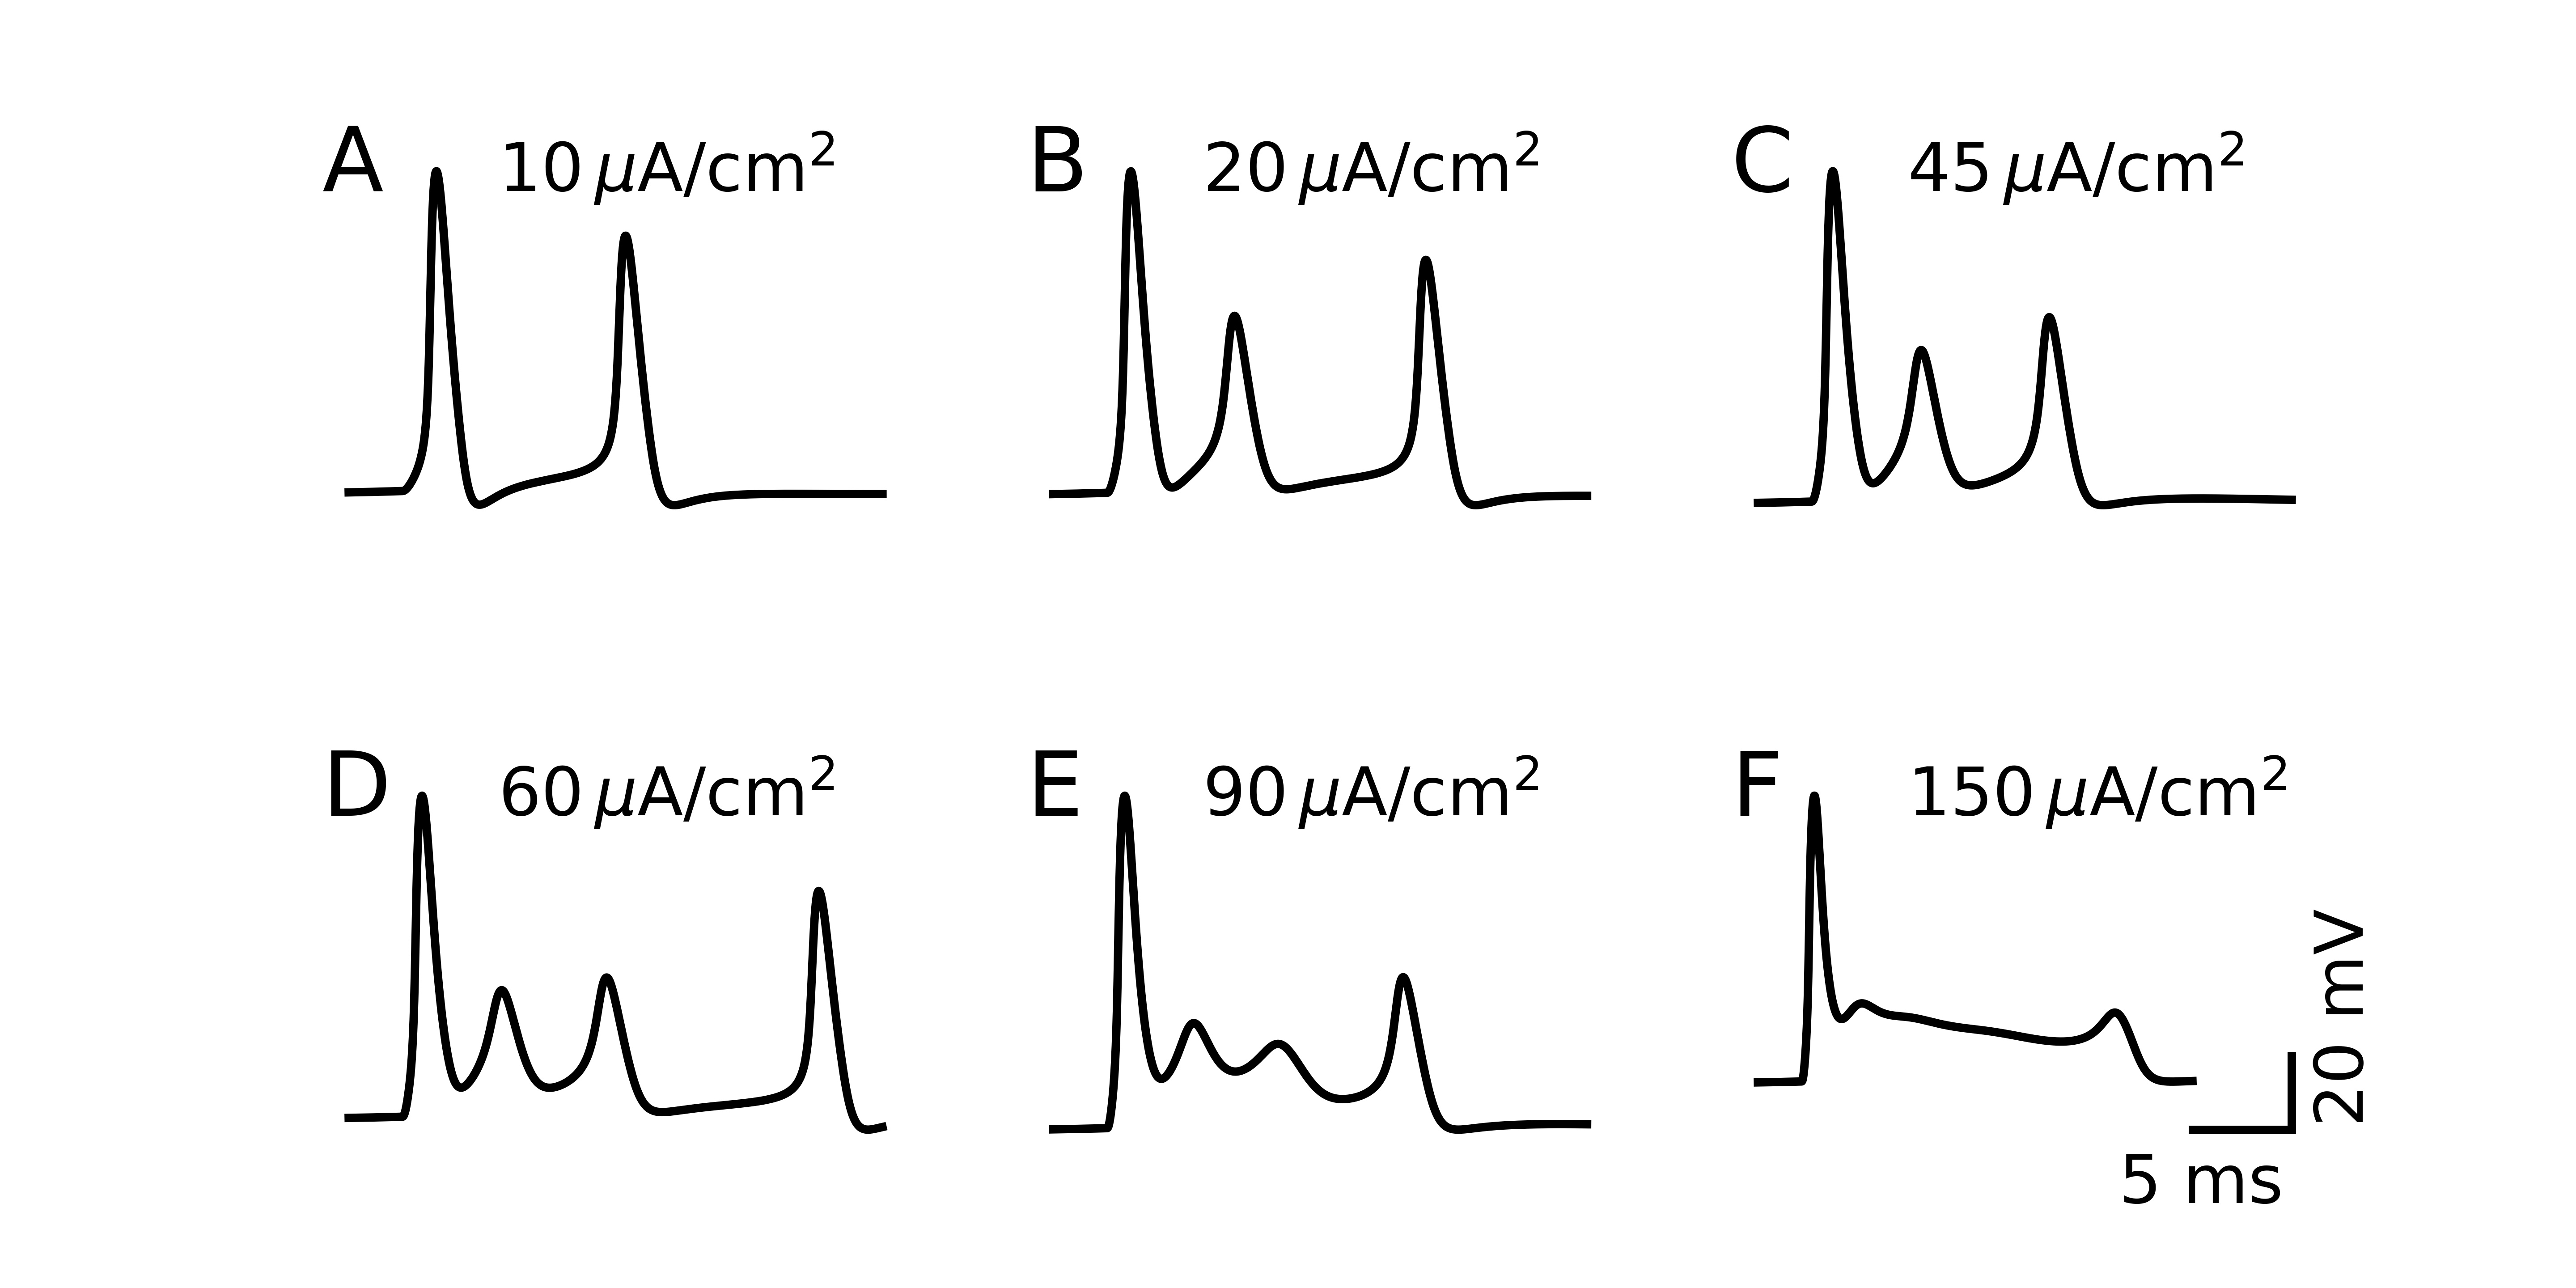 A 10 μA/cm²
B 20 μA/cm²
C 45 μA/cm²
D 60 μA/cm²
E 90 μA/cm²
F 150 μA/cm²
20 mV
5 ms